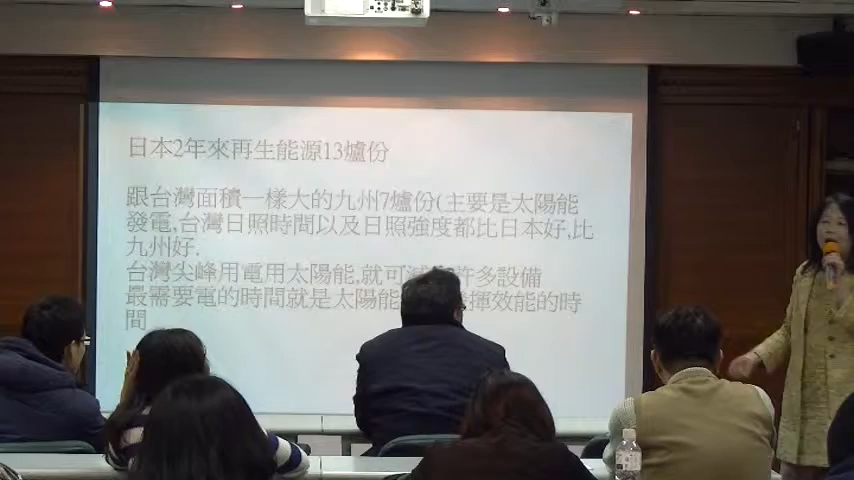 日本2年來再生能源13爐份
跟台灣面積一樣大的九州7爐份(主要是太陽能
發電,台灣日照時間以及日照強度都比日本好,比
九州好.
台灣尖峰用電用太陽能,就可減 許多設備
最需要電的時間就是太陽能 揮效能的時
間